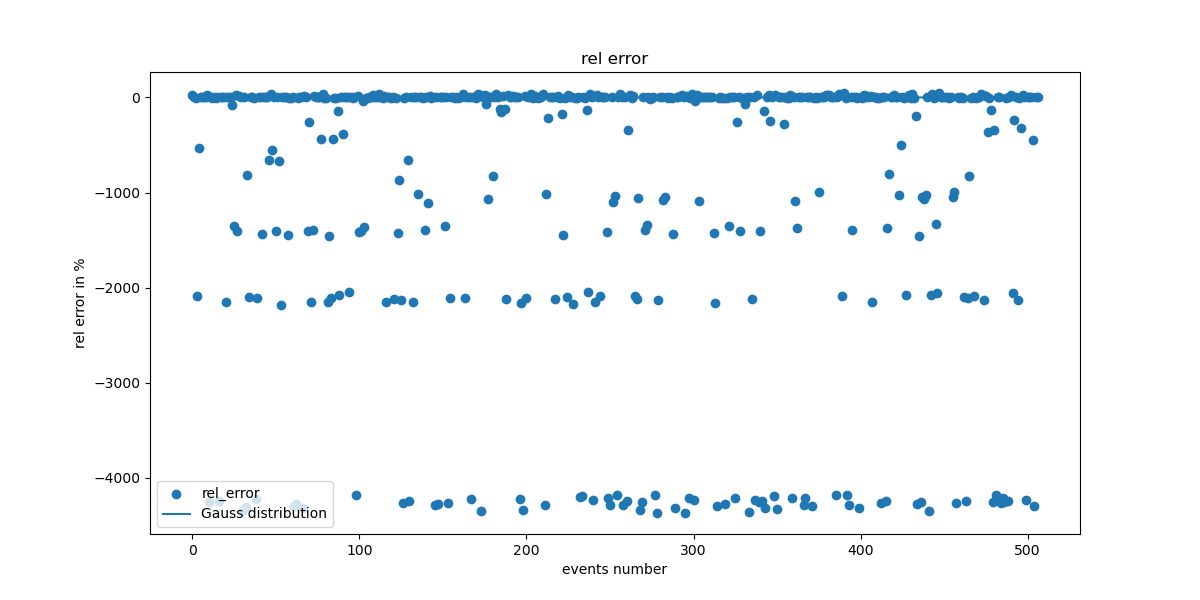 rel error
0
−1000
−2000
−3000
−4000
rel error in %
rel_error
Gauss distribution
0
100
200
300
400
500
events number